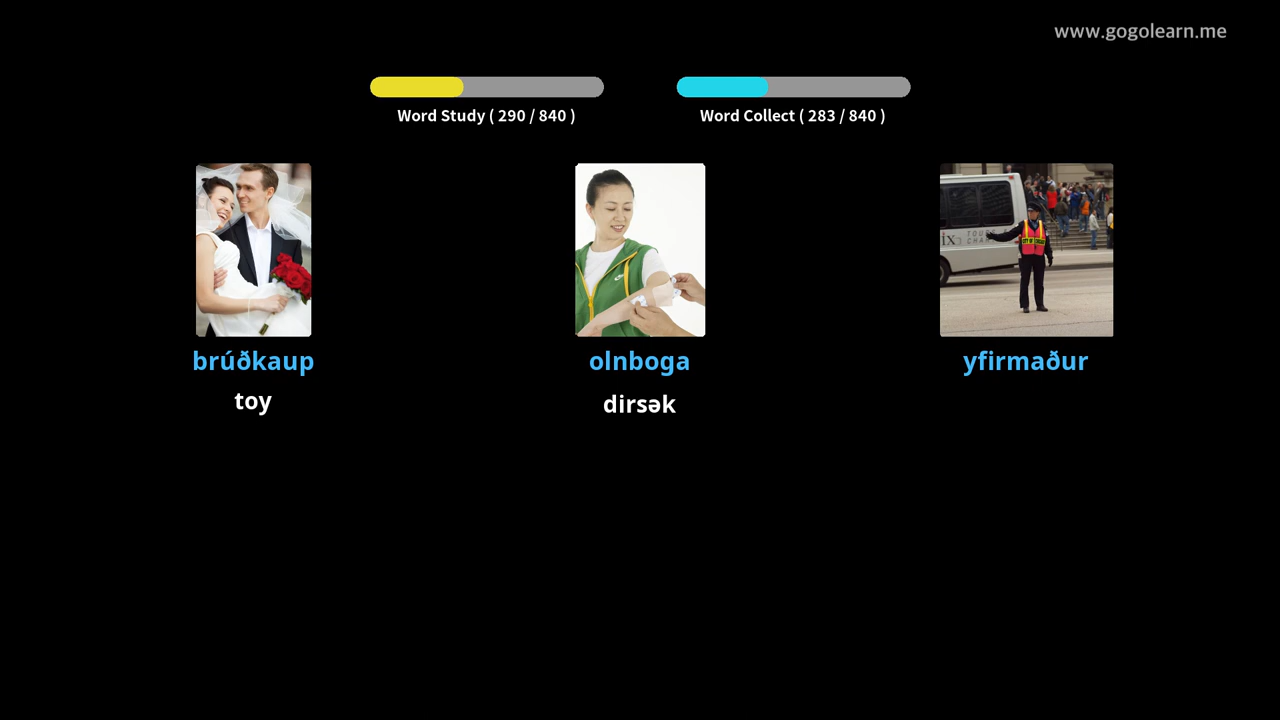 www.gogolearn.me
Word Study ( 290 / 840 )
Word Collect ( 283 / 840 )
brúðkaup
olnboga
yfirmaður
toy
dirsək